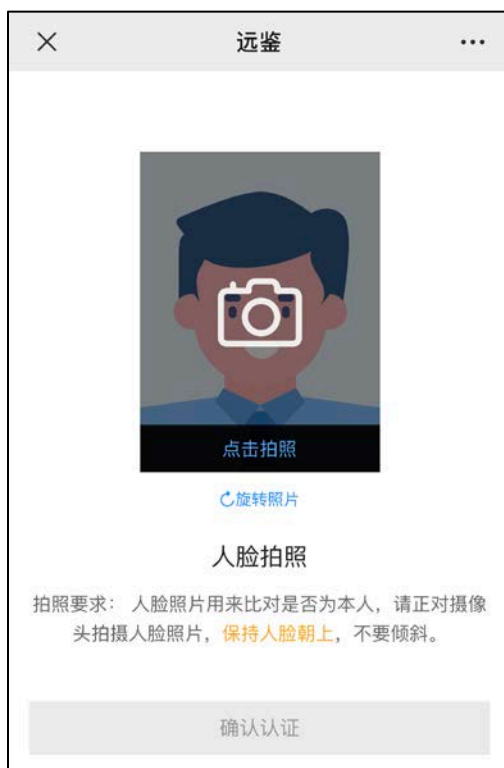 远鉴
点击拍照
旋转照片
人脸拍照
拍照要求： 人脸照片用来比对是否为本人，请正对摄像
头拍摄人脸照片，保持人脸朝上，不要倾斜。
确认认证